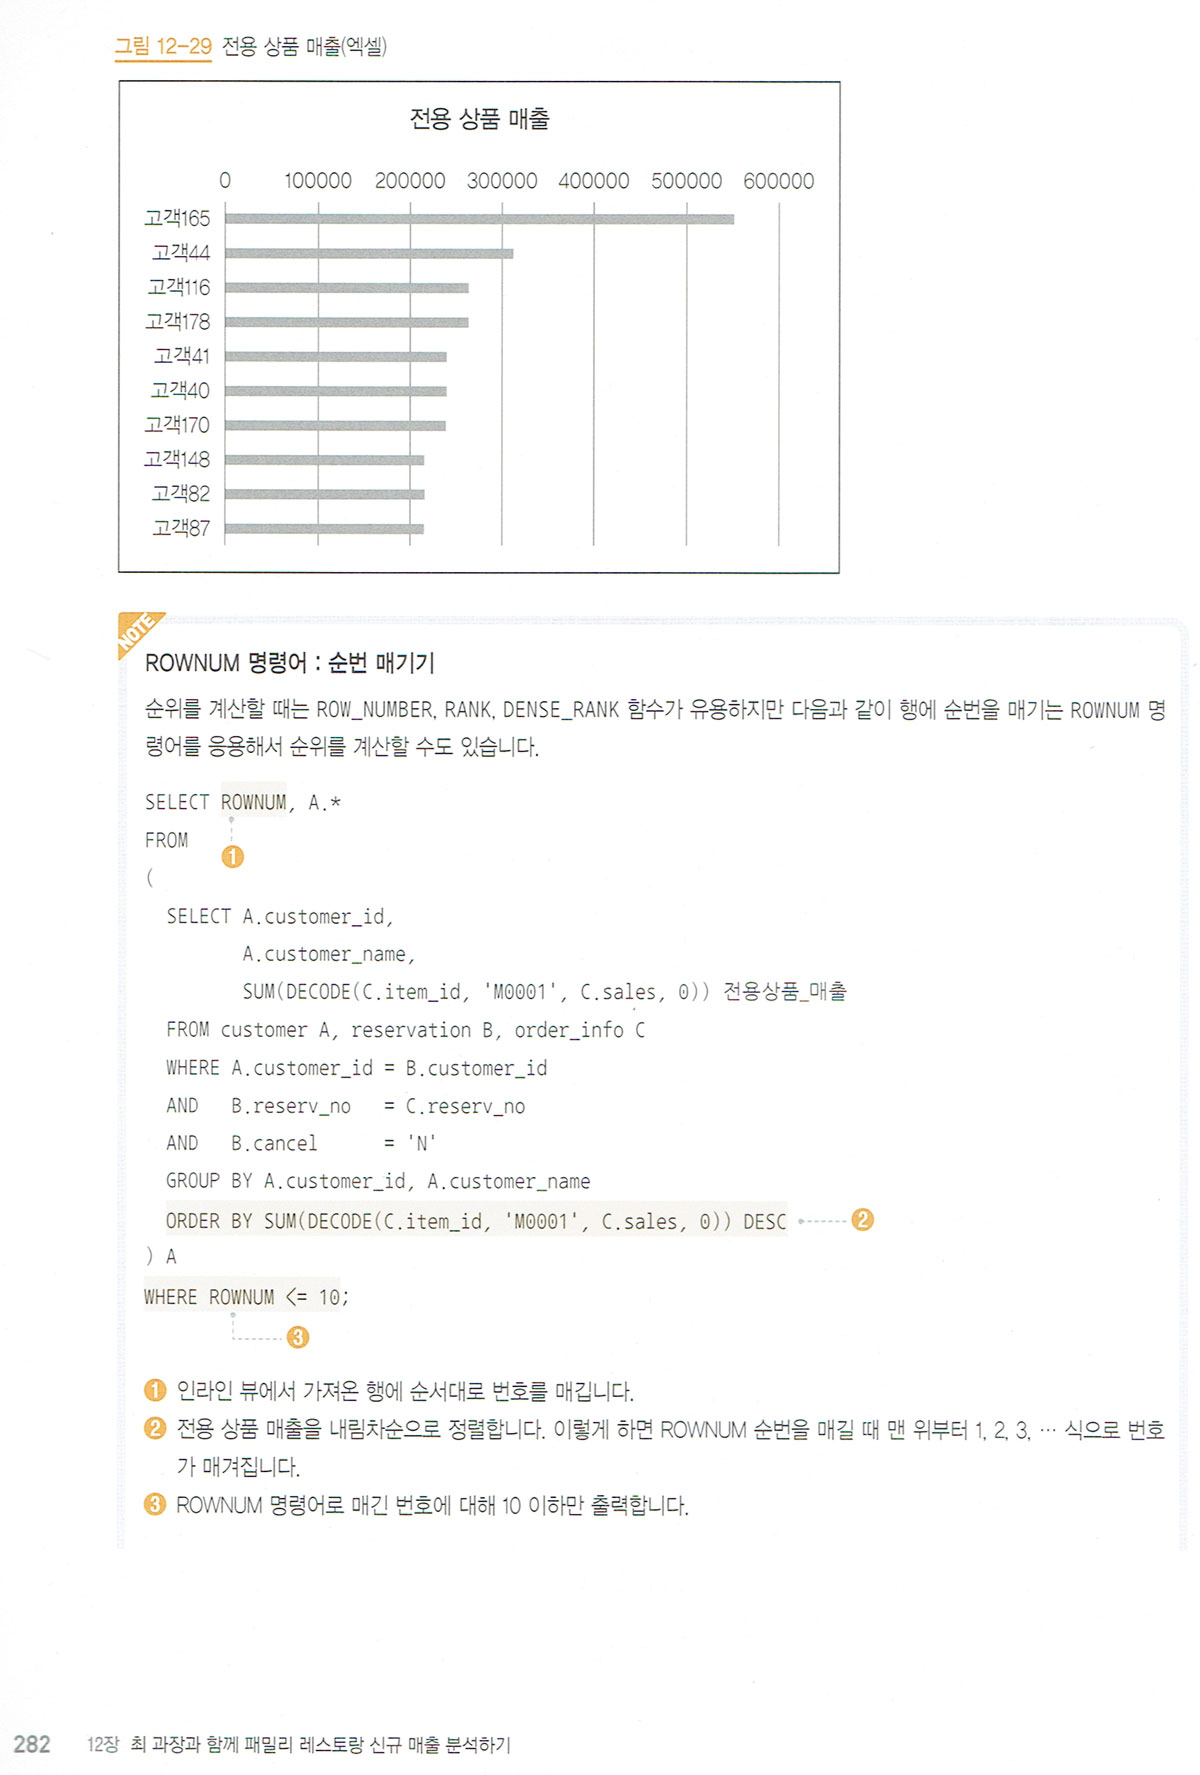 그림 12-29 전용 상품 매출(엑셀)
전용 상품 매출
0 100000 200000 300000 400000 500000 600000
고객165
고객44
고객116
고객178
고객41
고객40
고객170
고객148
고객82
고객87
NOTE
ROWNUM 명령어 : 순번 매기기
순위를 계산할 때는 ROW_NUMBER, RANK, DENSE_RANK 함수가 유용하지만 다음과 같이 행에 순번을 매기는 ROWNUM 명
령어를 응용해서 순위를 계산할 수도 있습니다.
SELECT ROWNUM, A.*
FROM
1
(
SELECT A.customer_id,
A.customer_name,
SUM(DECODE(C.item_id, 'M0001', C.sales, 0)) 전용상품_매출
FROM customer A, reservation B, order_info C
WHERE A.customer_id = B.customer_id
AND B.reserv_no = C.reserv_no
AND B.cancel = 'N'
GROUP BY A.customer_id, A.customer_name
ORDER BY SUM(DECODE(C.item_id, 'M0001', C.sales, 0)) DESC 2
) A
WHERE ROWNUM <= 10;
3
1 인라인 뷰에서 가져온 행에 순서대로 번호를 매깁니다.
2 전용 상품 매출을 내림차순으로 정렬합니다. 이렇게 하면 ROWNUM 순번을 매길 때 맨 위부터 1, 2, 3, … 식으로 번호
가 매겨집니다.
3 ROWNUM 명령어로 매긴 번호에 대해 10 이하만 출력합니다.
282 12장 최 과장과 함께 패밀리 레스토랑 신규 매출 분석하기